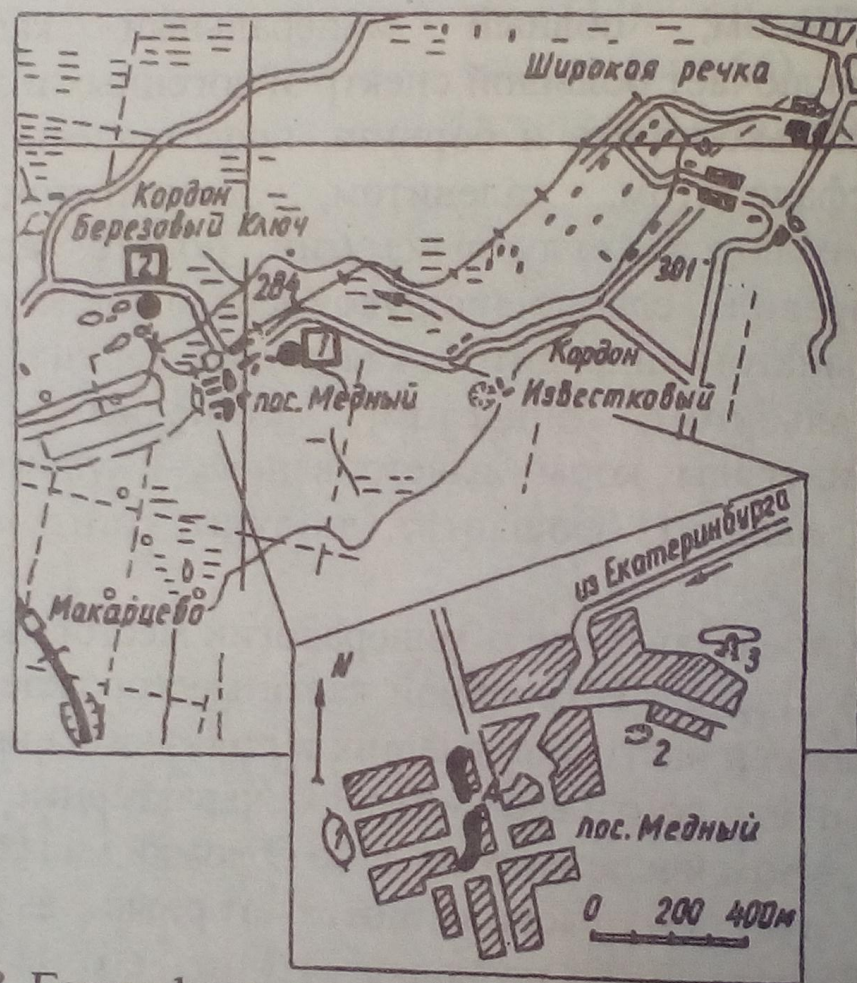 Широкая речка
Кордон
Березовый Ключ
2
284
301
1
Кордон
Известковый
пос. Медный
из Екатеринбурга
Макарцево
N
3
2
4
1
пос. Медный
0 200 400м